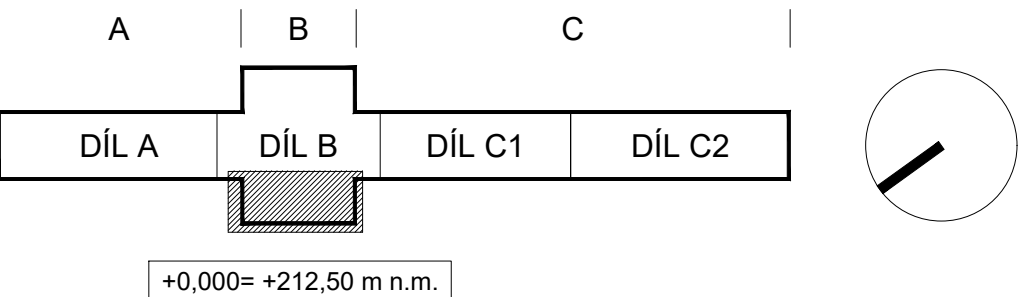 A B C
DÍL A DÍL B DÍL C1 DÍL C2
+0,000= +212,50 m n.m.